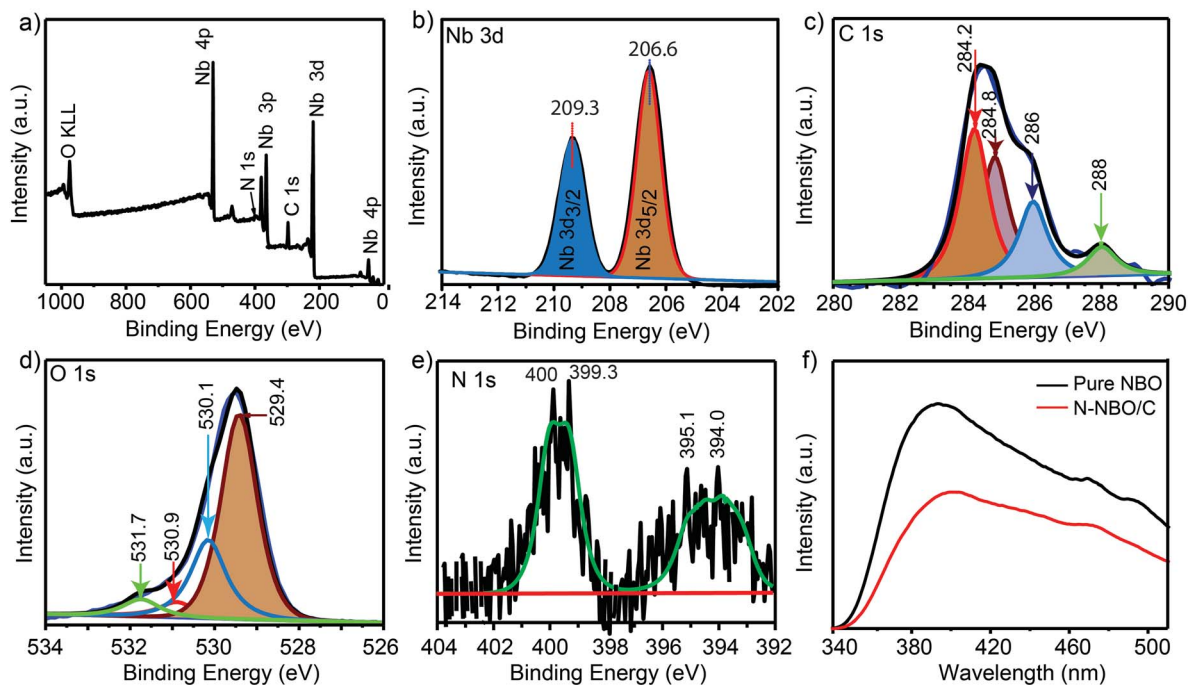 a)
O KLL
Nb 4p
N 1s
Nb 3p
C 1s
Nb 3d
Nb 4p
Intensity (a.u.)
1000 800 600 400 200 0
Binding Energy (eV)
b)
Nb 3d
206.6
209.3
Nb 3d3/2
Nb 3d5/2
Intensity (a.u.)
214 212 210 208 206 204 202
Binding Energy (eV)
c)
C 1s
284.2
284.8
286
288
Intensity (a.u.)
280 282 284 286 288 290
Binding Energy (eV)
d)
O 1s
531.7
530.9
530.1
529.4
Intensity (a.u.)
534 532 530 528 526
Binding Energy (eV)
e)
N 1s
400 399.3
395.1
394.0
Intensity (a.u.)
404 402 400 398 396 394 392
Binding Energy (eV)
f)
Pure NBO
N-NBO/C
Intensity (a.u.)
340 380 420 460 500
Wavelength (nm)